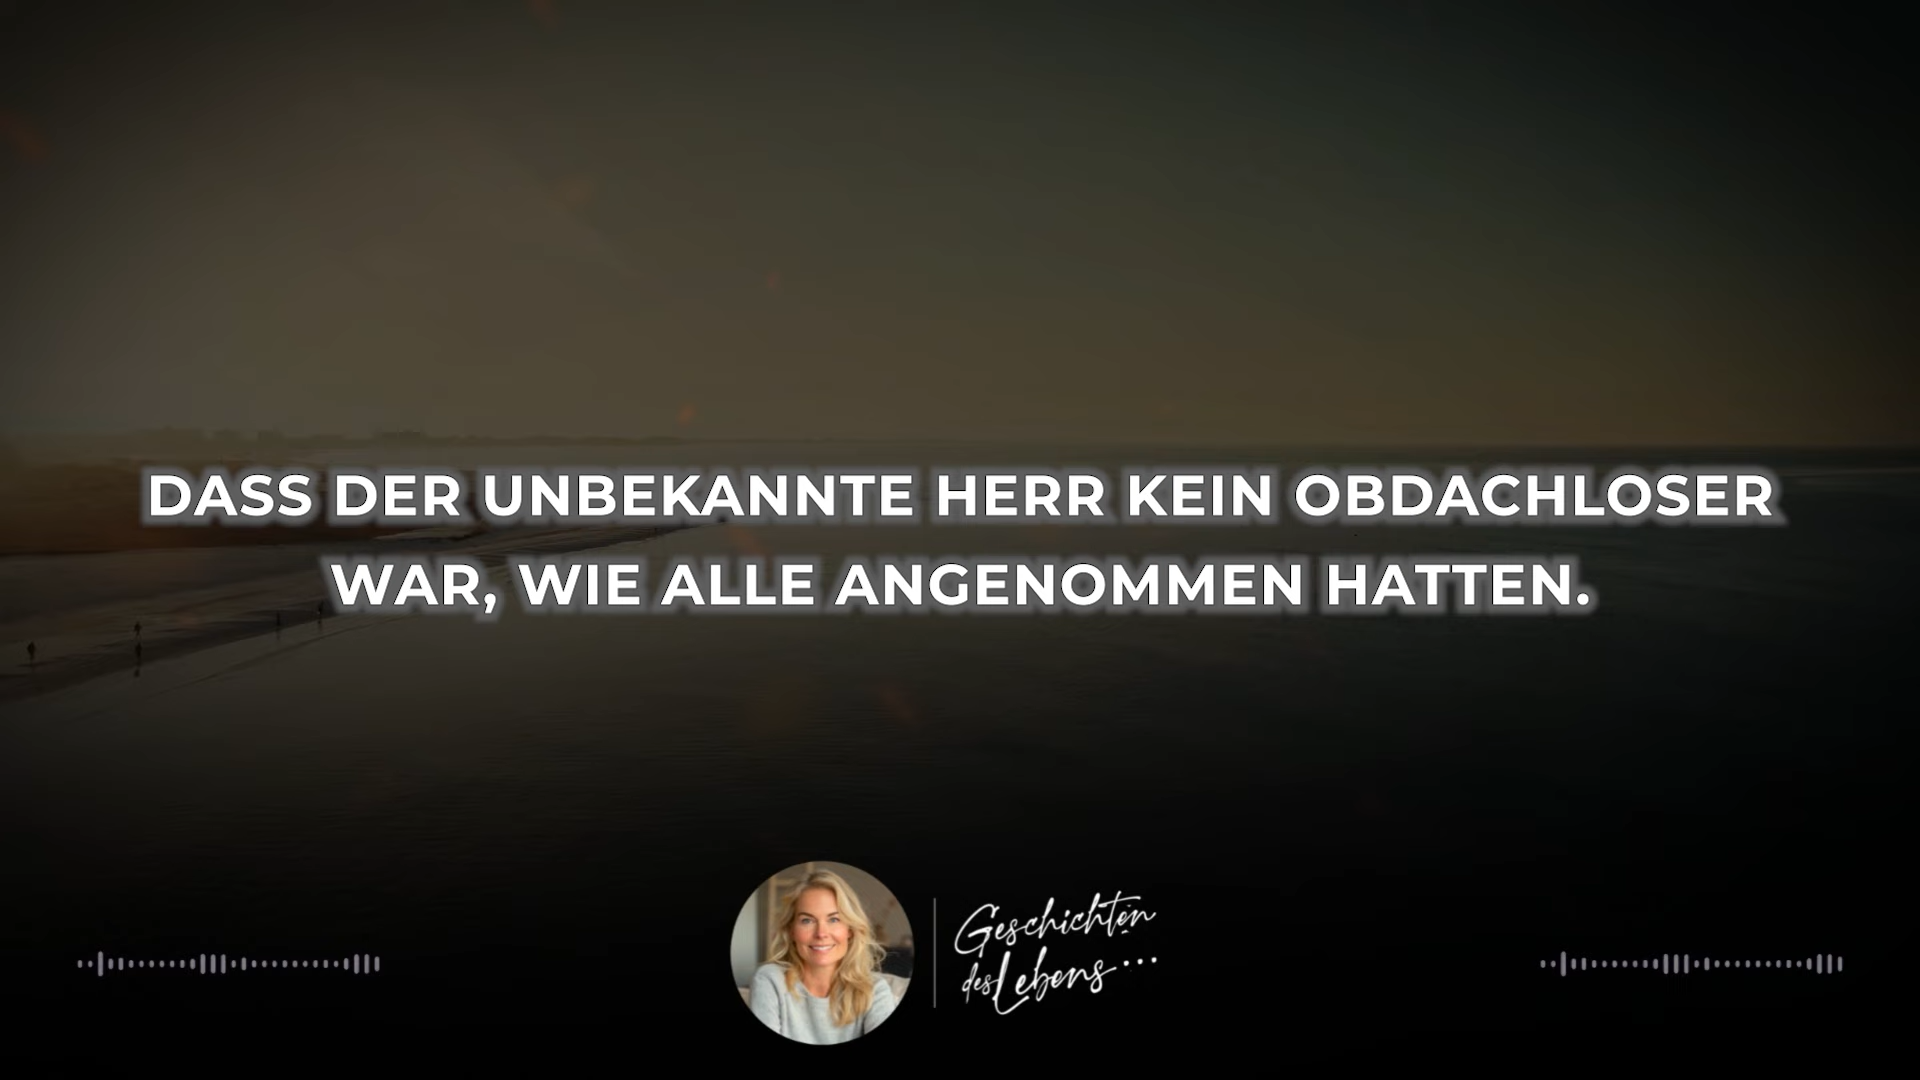 DASS DER UNBEKANNTE HERR KEIN OBDACHLOSER
WAR, WIE ALLE ANGENOMMEN HATTEN.
Geschichten
des Lebens...